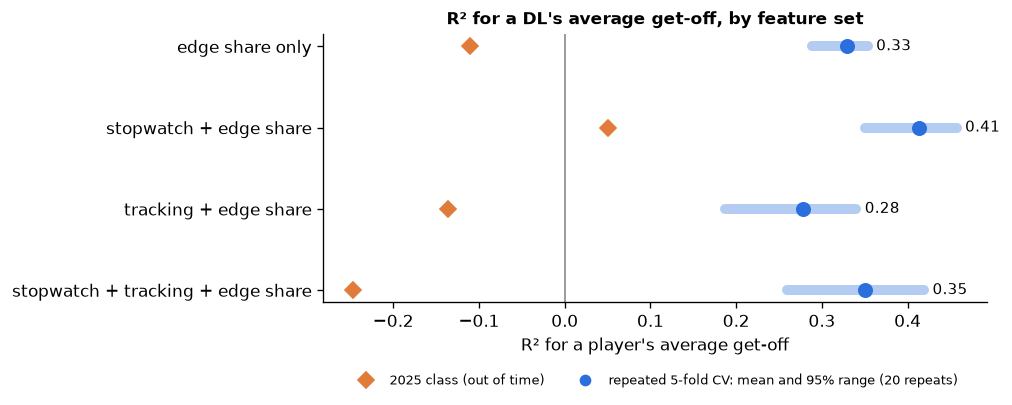 R² for a DL's average get-off, by feature set
edge share only
0.33
stopwatch + edge share
0.41
tracking + edge share
0.28
stopwatch + tracking + edge share
0.35
−0.2 −0.1 0.0 0.1 0.2 0.3 0.4
R² for a player's average get-off
2025 class (out of time) repeated 5-fold CV: mean and 95% range (20 repeats)